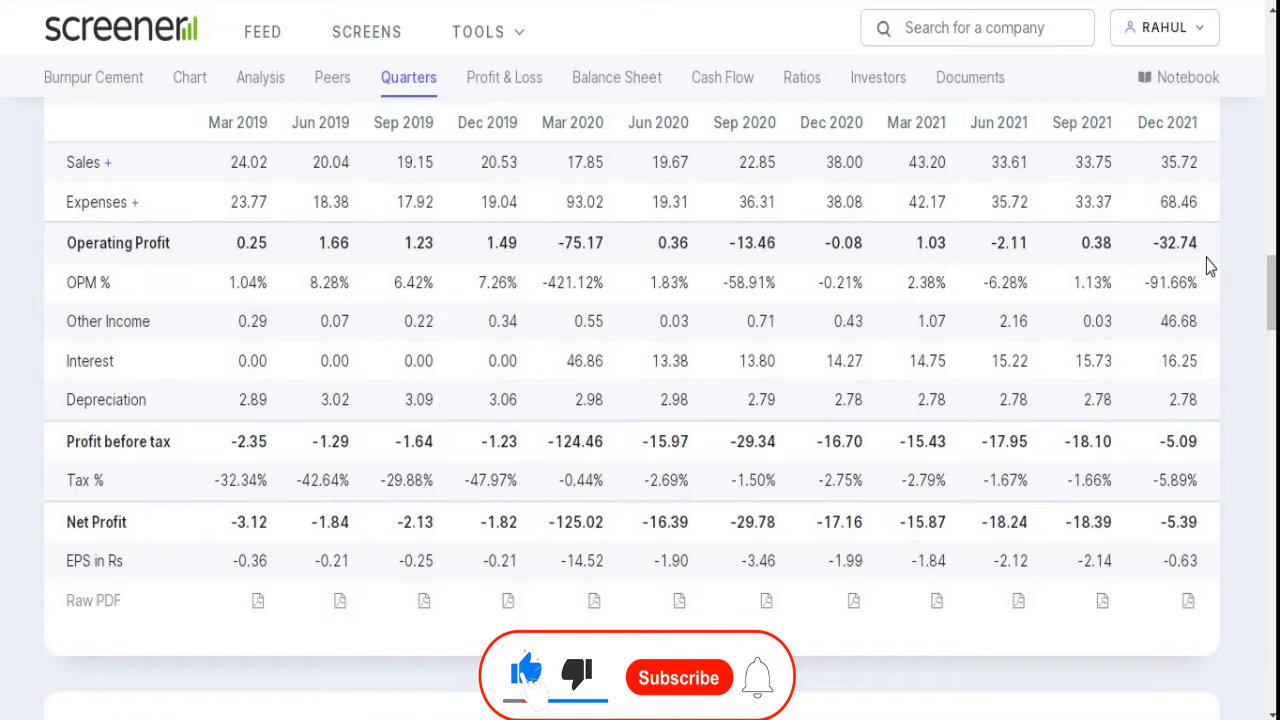 screener FEED SCREENS TOOLS Search for a company RAHUL
Burnpur Cement Chart Analysis Peers Quarters Profit & Loss Balance Sheet Cash Flow Ratios Investors Documents Notebook
Mar 2019 Jun 2019 Sep 2019 Dec 2019 Mar 2020 Jun 2020 Sep 2020 Dec 2020 Mar 2021 Jun 2021 Sep 2021 Dec 2021
Sales + 24.02 20.04 19.15 20.53 17.85 19.67 22.85 38.00 43.20 33.61 33.75 35.72
Expenses + 23.77 18.38 17.92 19.04 93.02 19.31 36.31 38.08 42.17 35.72 33.37 68.46
Operating Profit 0.25 1.66 1.23 1.49 -75.17 0.36 -13.46 -0.08 1.03 -2.11 0.38 -32.74
OPM % 1.04% 8.28% 6.42% 7.26% -421.12% 1.83% -58.91% -0.21% 2.38% -6.28% 1.13% -91.66%
Other Income 0.29 0.07 0.22 0.34 0.55 0.03 0.71 0.43 1.07 2.16 0.03 46.68
Interest 0.00 0.00 0.00 0.00 46.86 13.38 13.80 14.27 14.75 15.22 15.73 16.25
Depreciation 2.89 3.02 3.09 3.06 2.98 2.98 2.79 2.78 2.78 2.78 2.78 2.78
Profit before tax -2.35 -1.29 -1.64 -1.23 -124.46 -15.97 -29.34 -16.70 -15.43 -17.95 -18.10 -5.09
Tax % -32.34% -42.64% -29.88% -47.97% -0.44% -2.69% -1.50% -2.75% -2.79% -1.67% -1.66% -5.89%
Net Profit -3.12 -1.84 -2.13 -1.82 -125.02 -16.39 -29.78 -17.16 -15.87 -18.24 -18.39 -5.39
EPS in Rs -0.36 -0.21 -0.25 -0.21 -14.52 -1.90 -3.46 -1.99 -1.84 -2.12 -2.14 -0.63
Raw PDF
Subscribe